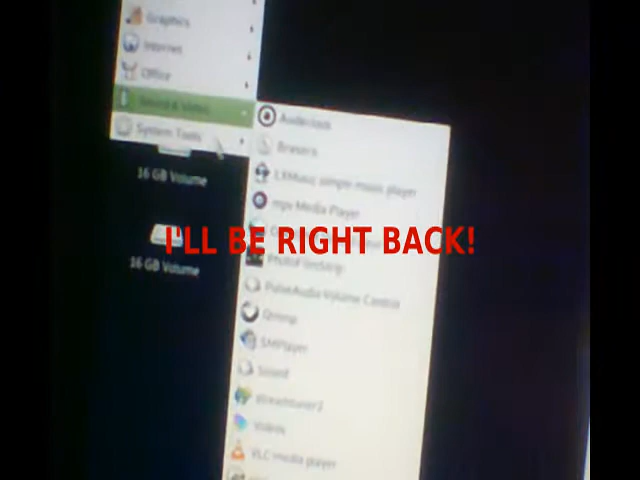 Graphics
Internet
Office
Sound & Video
System Tools
Audacious
Brasero
LXMusic simple music player
mpv Media Player
16 GB Volume
I'LL BE RIGHT BACK!
16 GB Volume
PulseAudio Volume Control
Qmmp
SMPlayer
Sound
streamtuner2
Videos
VLC media player